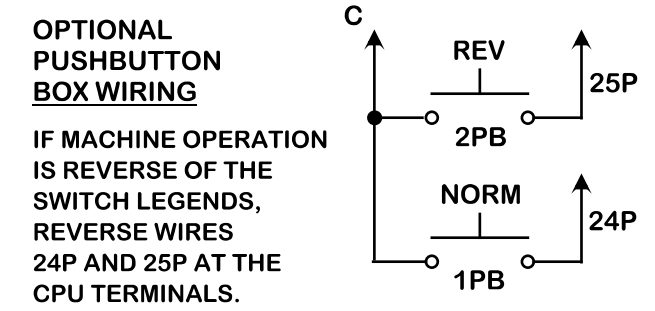 OPTIONAL
PUSHBUTTON
BOX WIRING
IF MACHINE OPERATION
IS REVERSE OF THE
SWITCH LEGENDS,
REVERSE WIRES
24P AND 25P AT THE
CPU TERMINALS.
C
REV
25P
2PB
NORM
24P
1PB